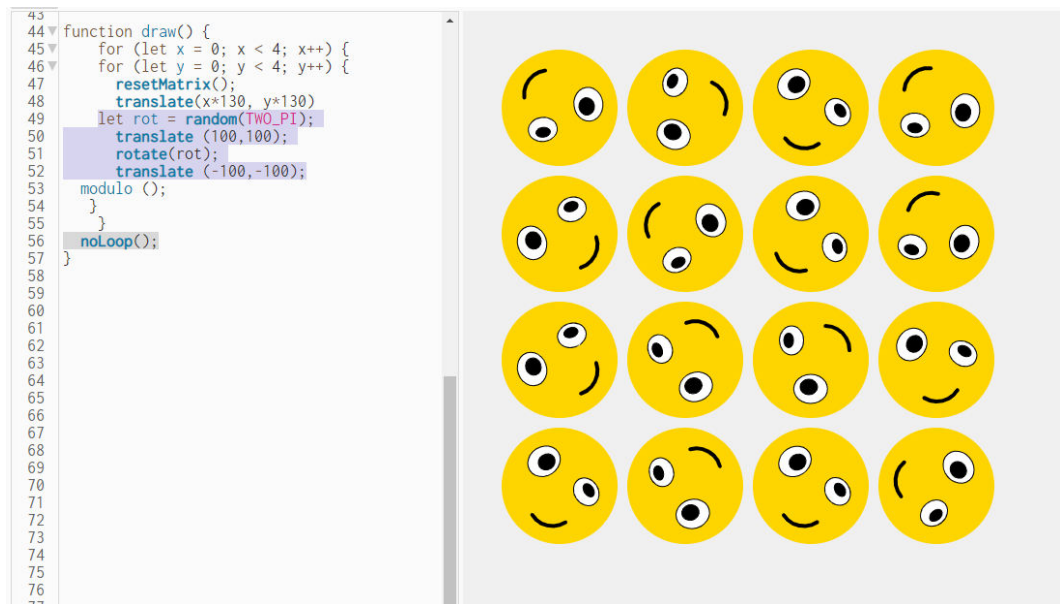 43
44 function draw() {
45 for (let x = 0; x < 4; x++) {
46 for (let y = 0; y < 4; y++) {
47 resetMatrix();
48 translate(x*130, y*130)
49 let rot = random(TWO_PI);
50 translate (100,100);
51 rotate(rot);
52 translate (-100,-100);
53 modulo ();
54 }
55 }
56 noLoop();
57 }
58
59
60
61
62
63
64
65
66
67
68
69
70
71
72
73
74
75
76
77